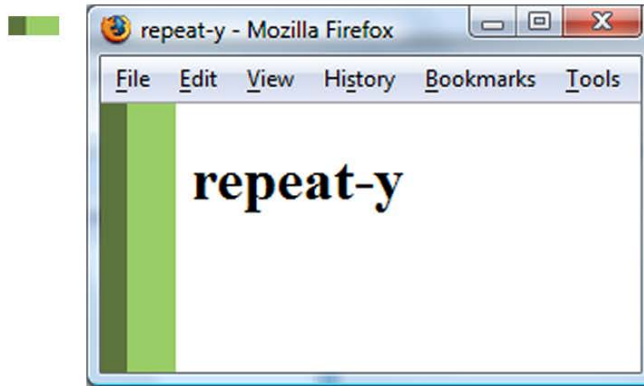 repeat-y - Mozilla Firefox
File Edit View History Bookmarks Tools
repeat-y